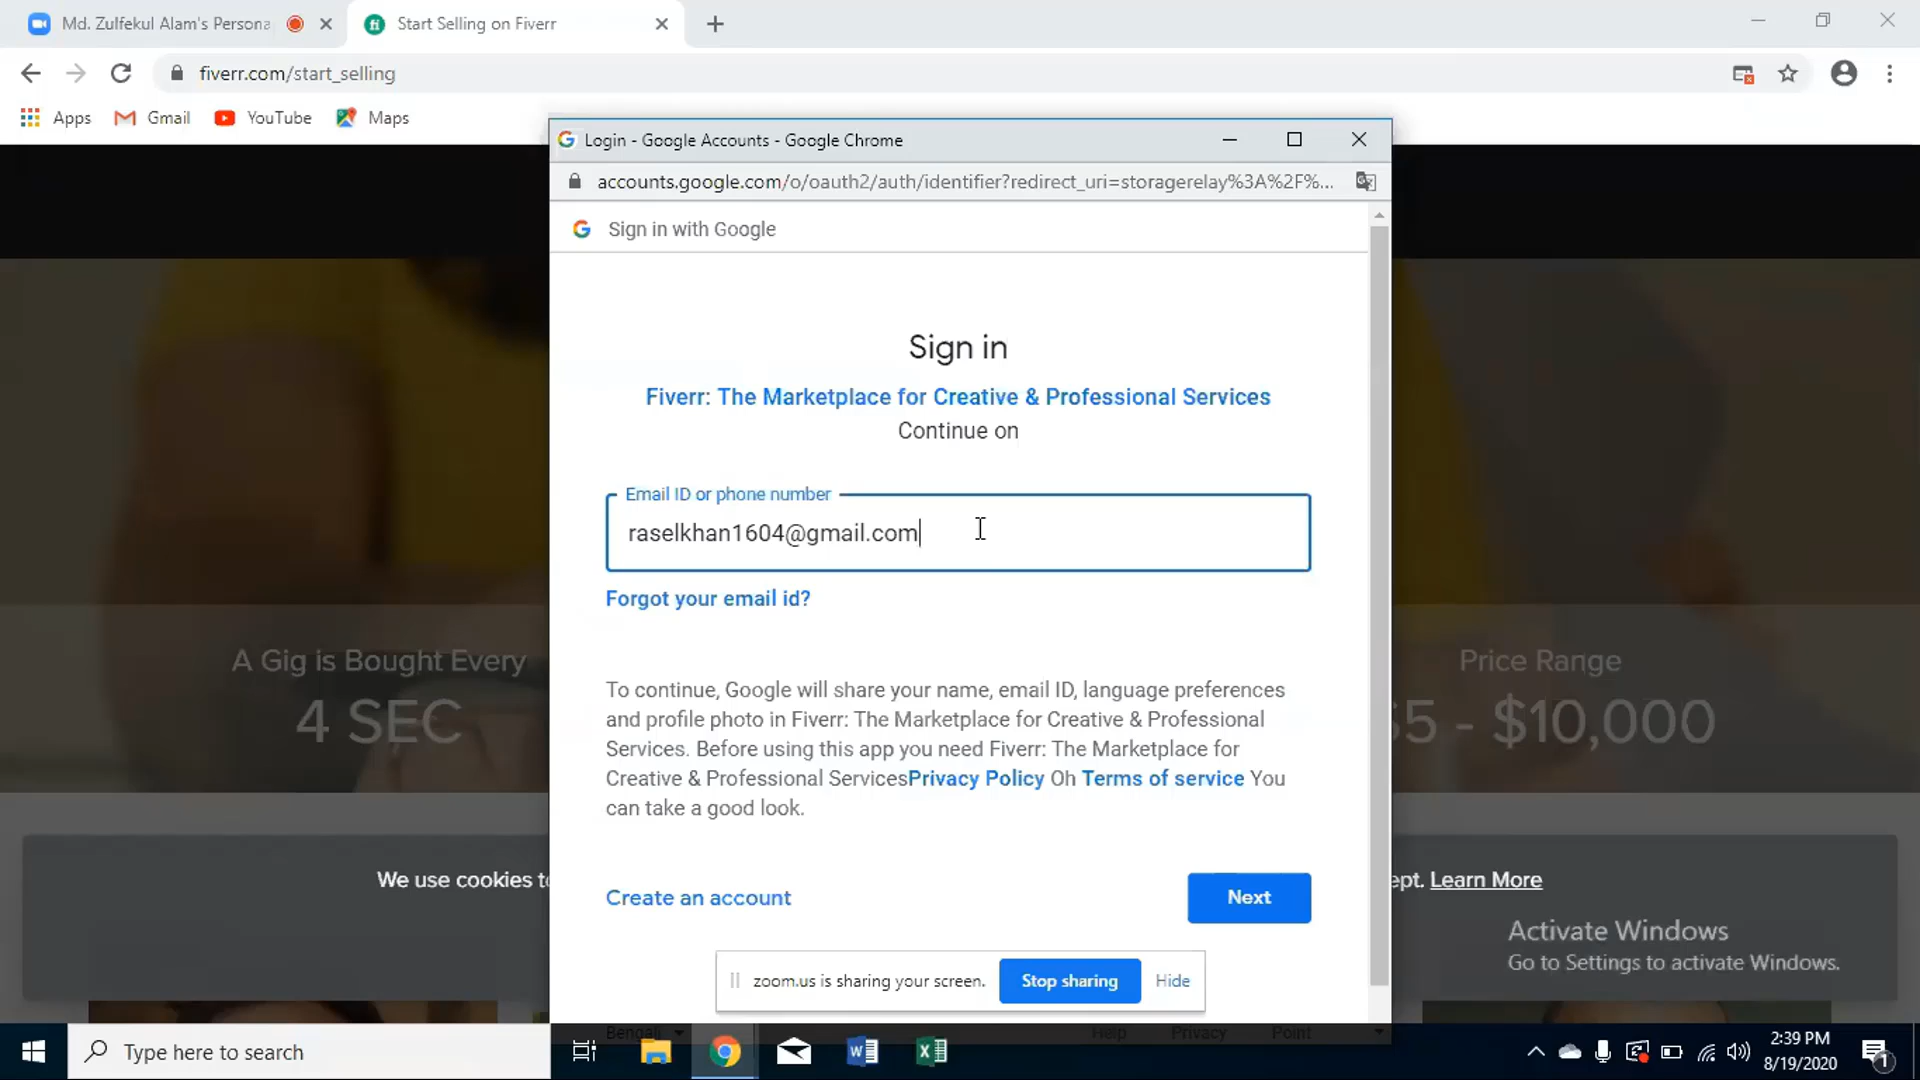 Md. Zulfekul Alam's Persona
Start Selling on Fiverr
fiverr.com/start_selling
Apps
Gmail
YouTube
Maps
Login - Google Accounts - Google Chrome
accounts.google.com/o/oauth2/auth/identifier?redirect_uri=storagerelay%3A%2F%...
Sign in with Google
Sign in
Fiverr: The Marketplace for Creative & Professional Services
Continue on
Email ID or phone number
raselkhan1604@gmail.com
Forgot your email id?
A Gig is Bought Every
4 SEC
Price Range
$5 - $10,000
To continue, Google will share your name, email ID, language preferences
and profile photo in Fiverr: The Marketplace for Creative & Professional
Services. Before using this app you need Fiverr: The Marketplace for
Creative & Professional ServicesPrivacy Policy Oh Terms of service You
can take a good look.
We use cookies to
ept. Learn More
Create an account
Next
Activate Windows
Go to Settings to activate Windows.
zoom.us is sharing your screen.
Stop sharing
Hide
Bengali
Help
Privacy
Point
Type here to search
2:39 PM
8/19/2020
1